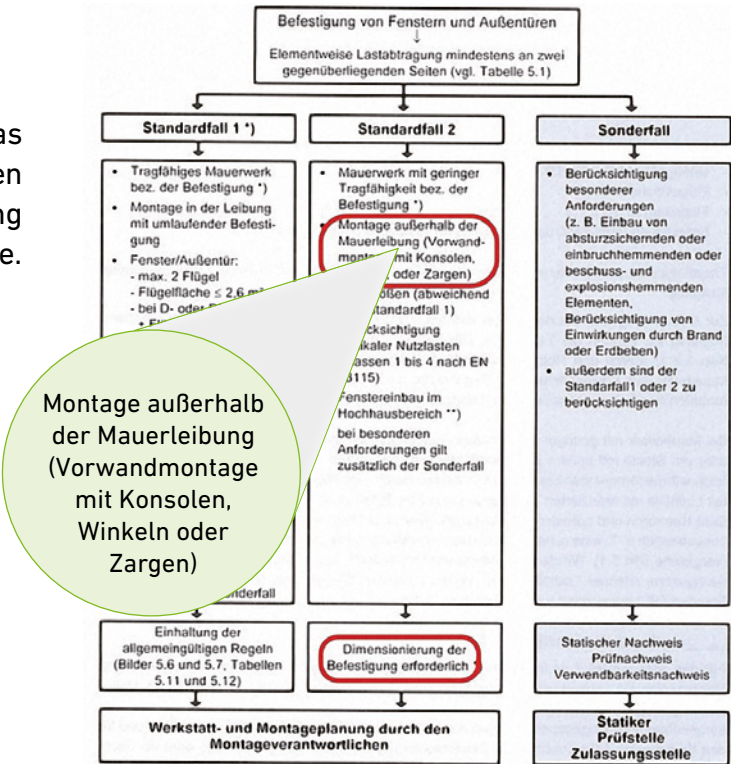 as
en
ng
e.
Befestigung von Fenstern und Außentüren
Elementweise Lastabtragung mindestens an zwei
gegenüberliegenden Seiten (vgl. Tabelle 5.1)
Standardfall 1 *)
• Tragfähiges Mauerwerk
bez. der Befestigung *)
• Montage in der Leibung
mit umlaufender Befesti-
gung
• Fenster/Außentür:
- max. 2 Flügel
- Flügelfläche ≤ 2,6
- bei D- oder
Sonderfall
Einhaltung der
allgemeingültigen Regeln
(Bilder 5.6 und 5.7, Tabellen
5.11 und 5.12)
Standardfall 2
• Mauerwerk mit geringer
Tragfähigkeit bez. der
Befestigung *)
• Montage außerhalb der
Mauerleibung (Vorwand-
mit Konsolen,
oder Zargen)
(abweichend
Standardfall 1)
Nutzlasten
1 bis 4 nach EN
Fenstereinbau im
Hochhausbereich **)
bei besonderen
Anforderungen gilt
zusätzlich der Sonderfall
Dimensionierung der
Befestigung erforderlich
Werkstatt- und Montageplanung durch den
Montageverantwortlichen
Sonderfall
• Berücksichtigung
besonderer
Anforderungen
(z. B. Einbau von
absturzsichernden oder
einbruchhemmenden oder
beschuss- und
explosionshemmenden
Elementen,
Berücksichtigung von
Einwirkungen durch Brand
oder Erdbeben)
• außerdem sind der
Standarfall1 oder 2 zu
berücksichtigen
Statischer Nachweis
Prüfnachweis
Verwendbarkeitsnachweis
Statiker
Prüfstelle
Zulassungsstelle
Montage außerhalb
der Mauerleibung
(Vorwandmontage
mit Konsolen,
Winkeln oder
Zargen)